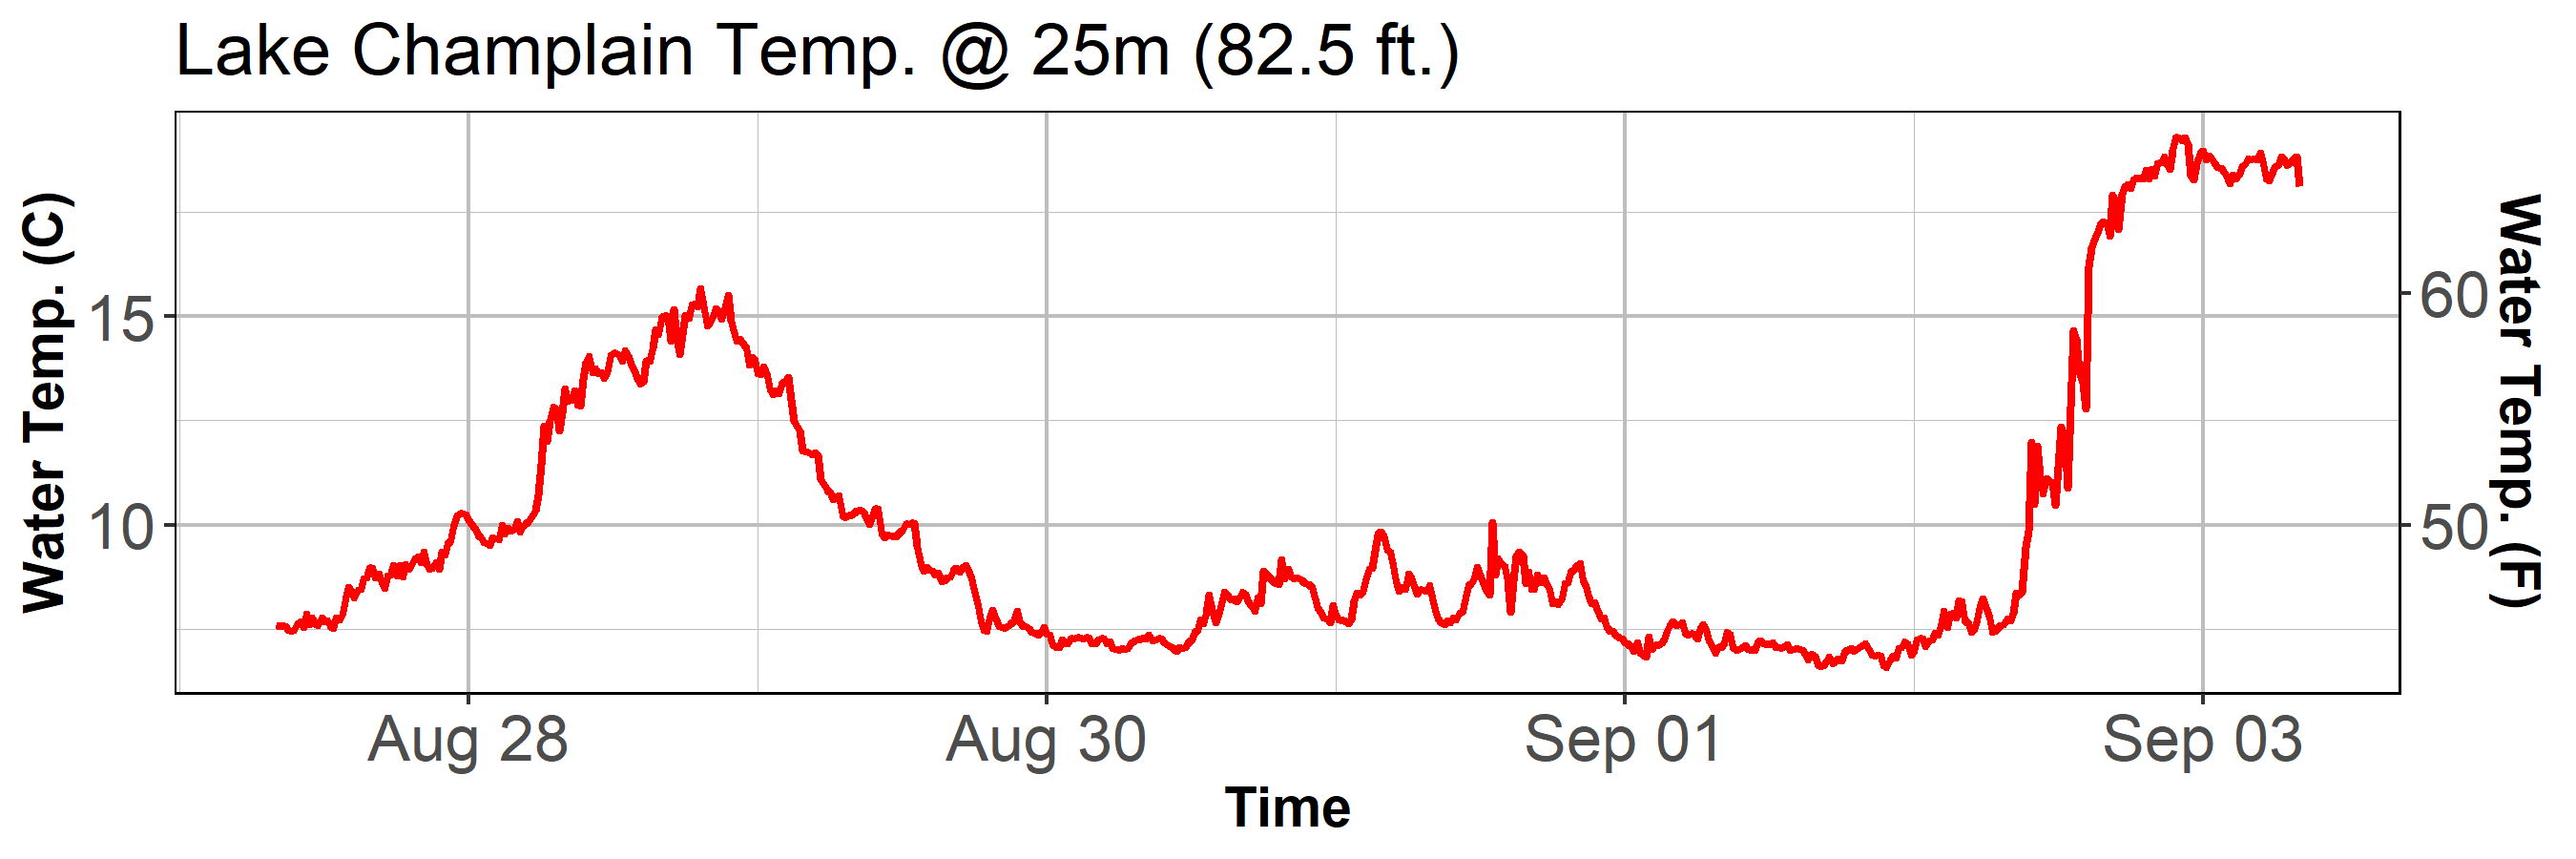 Lake Champlain Temp. @ 25m (82.5 ft.)
Water Temp. (C)
15
10
60
50
Water Temp. (F)
Aug 28
Aug 30
Sep 01
Sep 03
Time